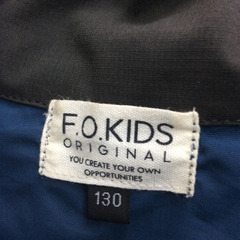 F.O.KIDS
ORIGINAL
YOU CREATE YOUR OWN
OPPORTUNITIES
130